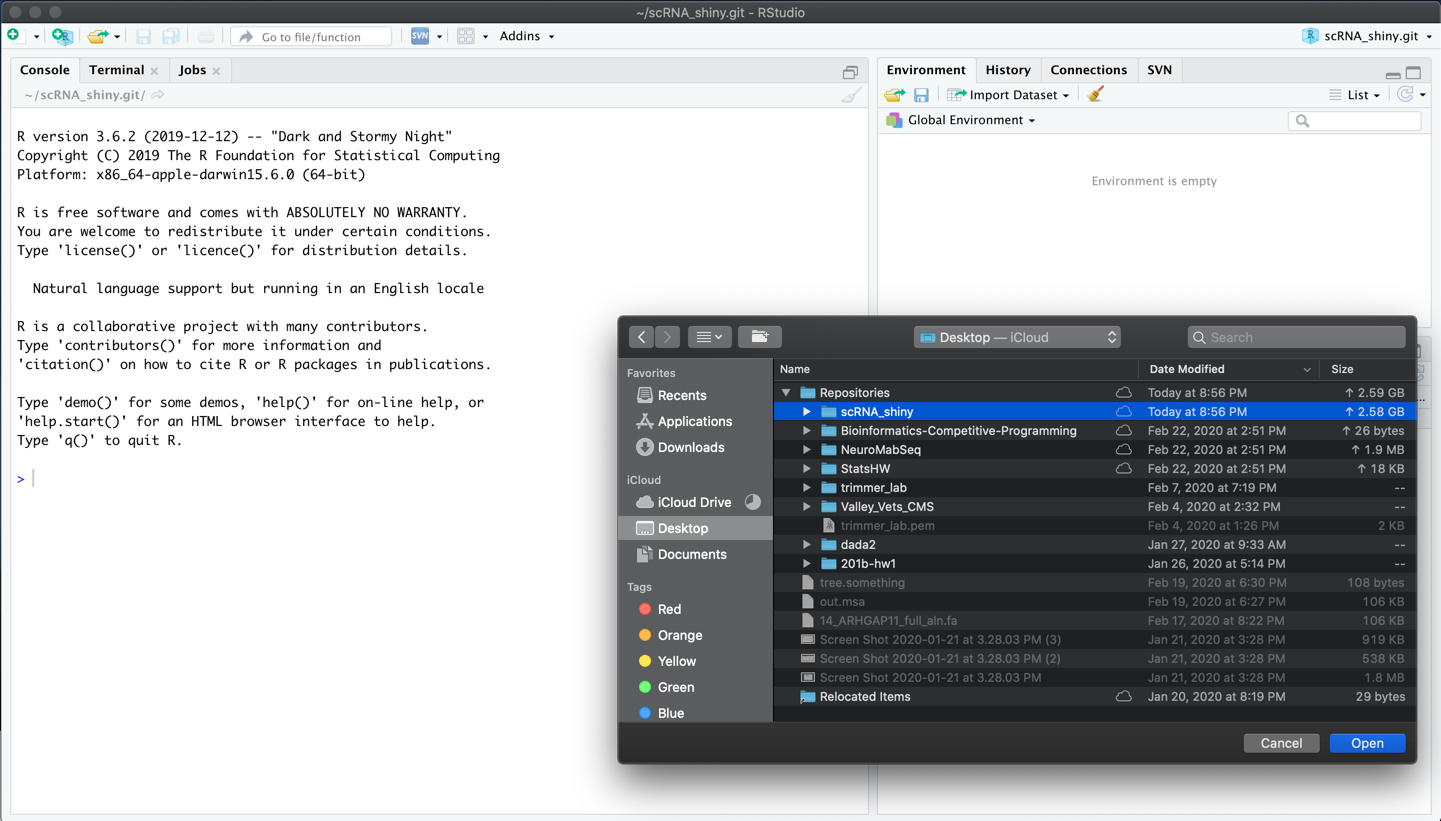 ~/scRNA_shiny.git - RStudio
Go to file/function
SVN
Addins
scRNA_shiny.git
Console Terminal Jobs
~/scRNA_shiny.git/
R version 3.6.2 (2019-12-12) -- "Dark and Stormy Night"
Copyright (C) 2019 The R Foundation for Statistical Computing
Platform: x86_64-apple-darwin15.6.0 (64-bit)
R is free software and comes with ABSOLUTELY NO WARRANTY.
You are welcome to redistribute it under certain conditions.
Type 'license()' or 'licence()' for distribution details.
Natural language support but running in an English locale
R is a collaborative project with many contributors.
Type 'contributors()' for more information and
'citation()' on how to cite R or R packages in publications.
Type 'demo()' for some demos, 'help()' for on-line help, or
'help.start()' for an HTML browser interface to help.
Type 'q()' to quit R.
>
Environment History Connections SVN
Import Dataset
List
Global Environment
Environment is empty
Desktop — iCloud
Search
Favorites
Recents
Applications
Downloads
iCloud
iCloud Drive
Desktop
Documents
Tags
Red
Orange
Yellow
Green
Blue
Name Date Modified Size
Repositories Today at 8:56 PM ↑ 2.59 GB
scRNA_shiny Today at 8:56 PM ↑ 2.58 GB
Bioinformatics-Competitive-Programming Feb 22, 2020 at 2:51 PM ↑ 26 bytes
NeuroMabSeq Feb 22, 2020 at 2:51 PM ↑ 1.9 MB
StatsHW Feb 22, 2020 at 2:51 PM ↑ 18 KB
trimmer_lab Feb 7, 2020 at 7:19 PM --
Valley_Vets_CMS Feb 4, 2020 at 2:32 PM --
trimmer_lab.pem Feb 4, 2020 at 1:26 PM 2 KB
dada2 Jan 27, 2020 at 9:33 AM --
201b-hw1 Jan 26, 2020 at 5:14 PM --
tree.something Feb 19, 2020 at 6:30 PM 108 bytes
out.msa Feb 19, 2020 at 6:27 PM 106 KB
14_ARHGAP11_full_aln.fa Feb 17, 2020 at 8:22 PM 106 KB
Screen Shot 2020-01-21 at 3.28.03 PM (3) Jan 21, 2020 at 3:28 PM 919 KB
Screen Shot 2020-01-21 at 3.28.03 PM (2) Jan 21, 2020 at 3:28 PM 538 KB
Screen Shot 2020-01-21 at 3.28.03 PM Jan 21, 2020 at 3:28 PM 1.8 MB
Relocated Items Jan 20, 2020 at 8:19 PM 29 bytes
Cancel Open